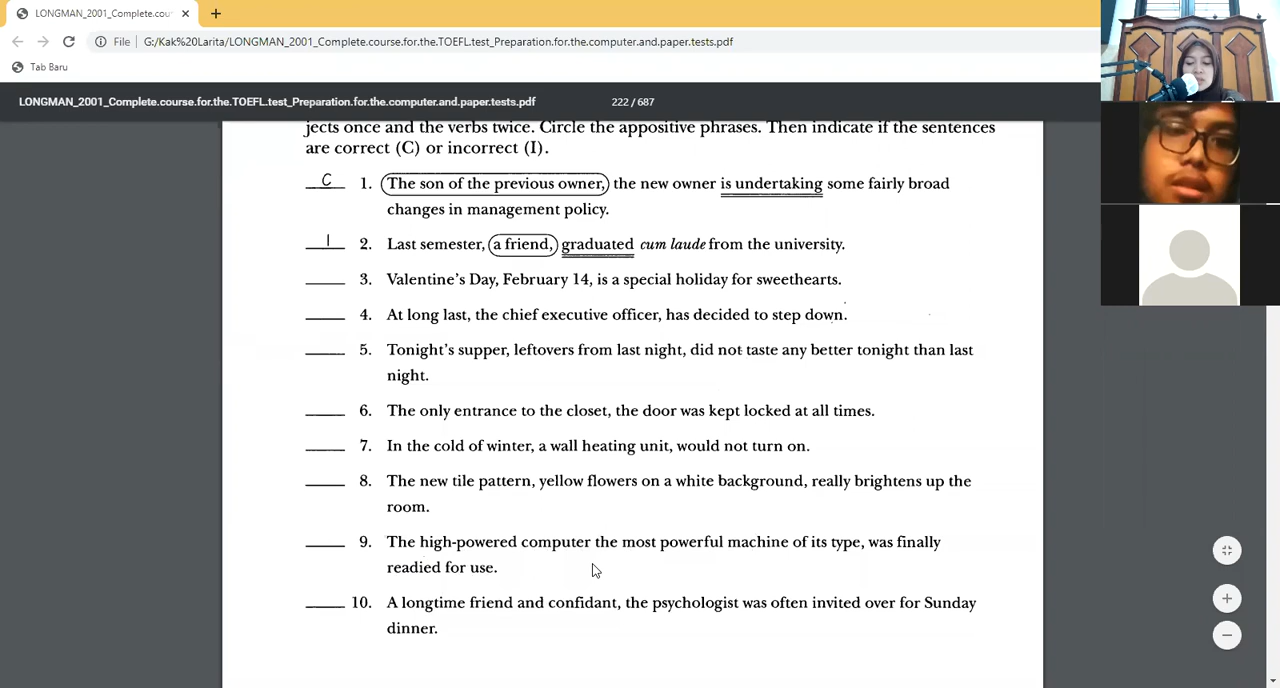 LONGMAN_2001_Complete.cou
File
G:/Kak%20Larita/LONGMAN_2001_Complete.course.for.the.TOEFL.test_Preparation.for.the.computer.and.paper.tests.pdf
Tab Baru
LONGMAN_2001_Complete.course.for.the.TOEFL.test_Preparation.for.the.computer.and.paper.tests.pdf 222 / 687
jects once and the verbs twice. Circle the appositive phrases. Then indicate if the sentences
are correct (C) or incorrect (I).
C 1. The son of the previous owner, the new owner is undertaking some fairly broad
changes in management policy.
I 2. Last semester, a friend, graduated cum laude from the university.
3. Valentine's Day, February 14, is a special holiday for sweethearts.
4. At long last, the chief executive officer, has decided to step down.
5. Tonight's supper, leftovers from last night, did not taste any better tonight than last
night.
6. The only entrance to the closet, the door was kept locked at all times.
7. In the cold of winter, a wall heating unit, would not turn on.
8. The new tile pattern, yellow flowers on a white background, really brightens up the
room.
9. The high-powered computer the most powerful machine of its type, was finally
readied for use.
10. A longtime friend and confidant, the psychologist was often invited over for Sunday
dinner.